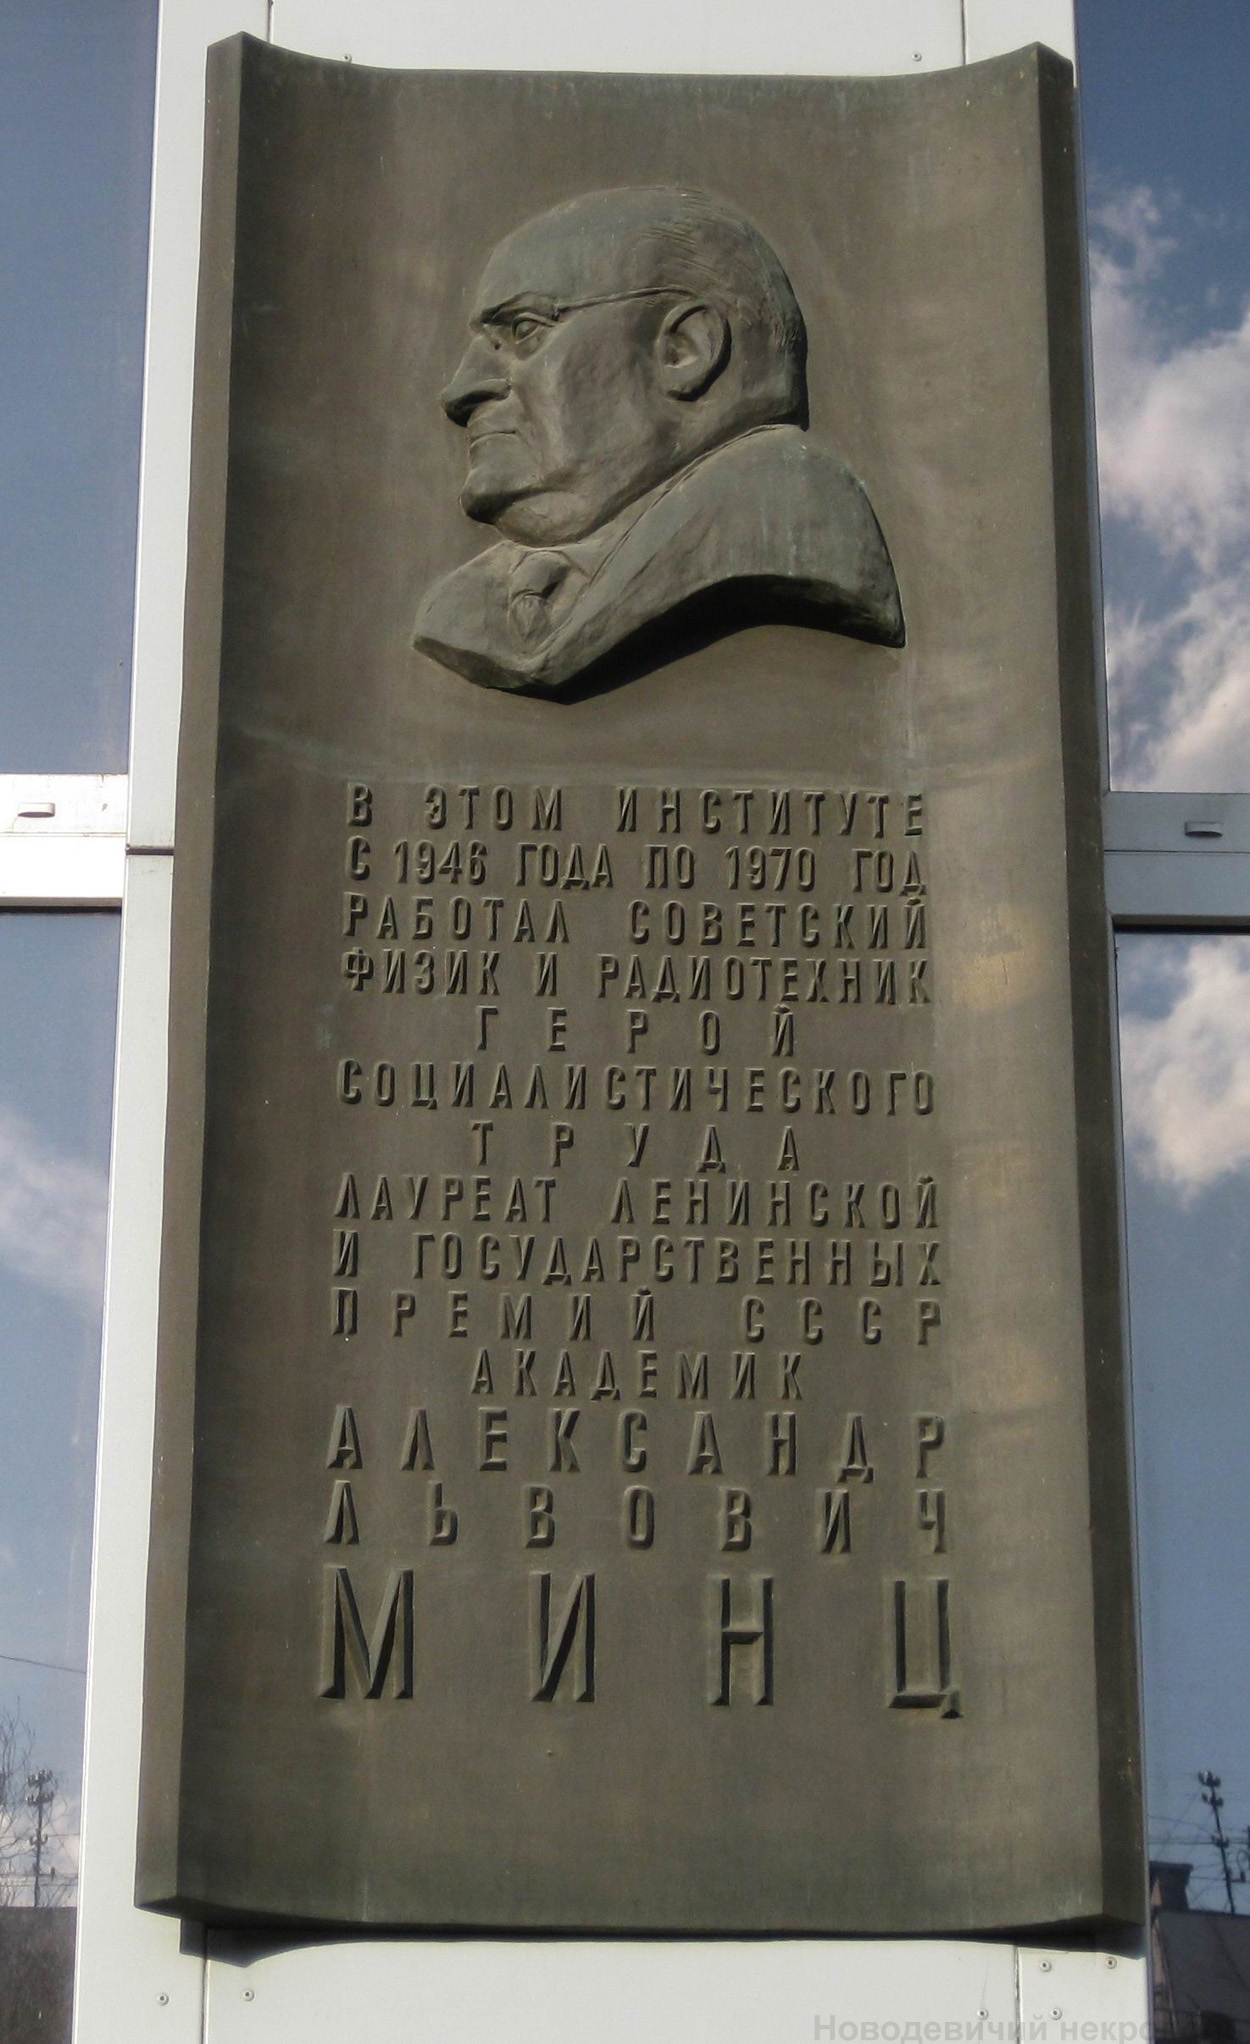 В ЭТОМ ИНСТИТУТЕ
С 1946 ГОДА ПО 1970 ГОД
РАБОТАЛ СОВЕТСКИЙ
ФИЗИК И РАДИОТЕХНИК
ГЕРОЙ
СОЦИАЛИСТИЧЕСКОГО
ТРУДА
ЛАУРЕАТ ЛЕНИНСКОЙ
И ГОСУДАРСТВЕННЫХ
ПРЕМИЙ СССР
АКАДЕМИК
АЛЕКСАНДР
ЛЬВОВИЧ
МИНЦ
Новодевичий